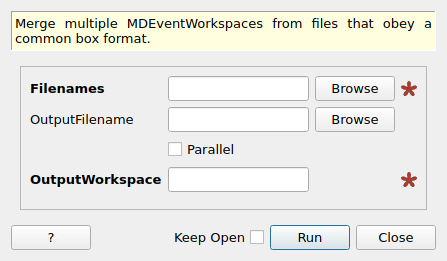 Merge multiple MDEventWorkspaces from files that obey a
common box format.
Filenames Browse *
OutputFilename Browse
Parallel
OutputWorkspace *
? Keep Open Run Close